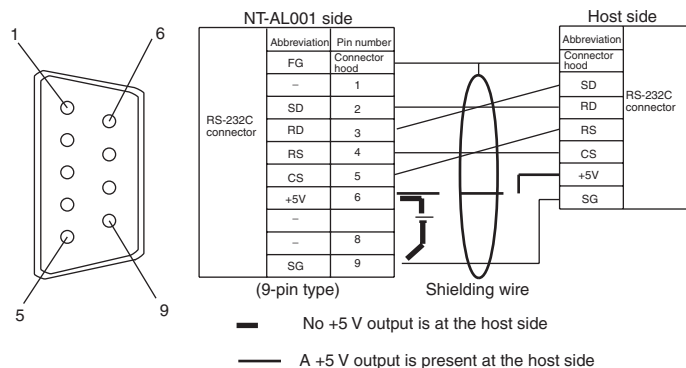 NT-AL001 side
Host side
1
6
5
9
RS-232C
connector
Abbreviation Pin number
FG Connector
hood
– 1
SD 2
RD 3
RS 4
CS 5
+5V 6
–
– 8
SG 9
(9-pin type)
Shielding wire
Abbreviation
Connector
hood
SD
RD
RS
CS
+5V
SG
RS-232C
connector
No +5 V output is at the host side
A +5 V output is present at the host side